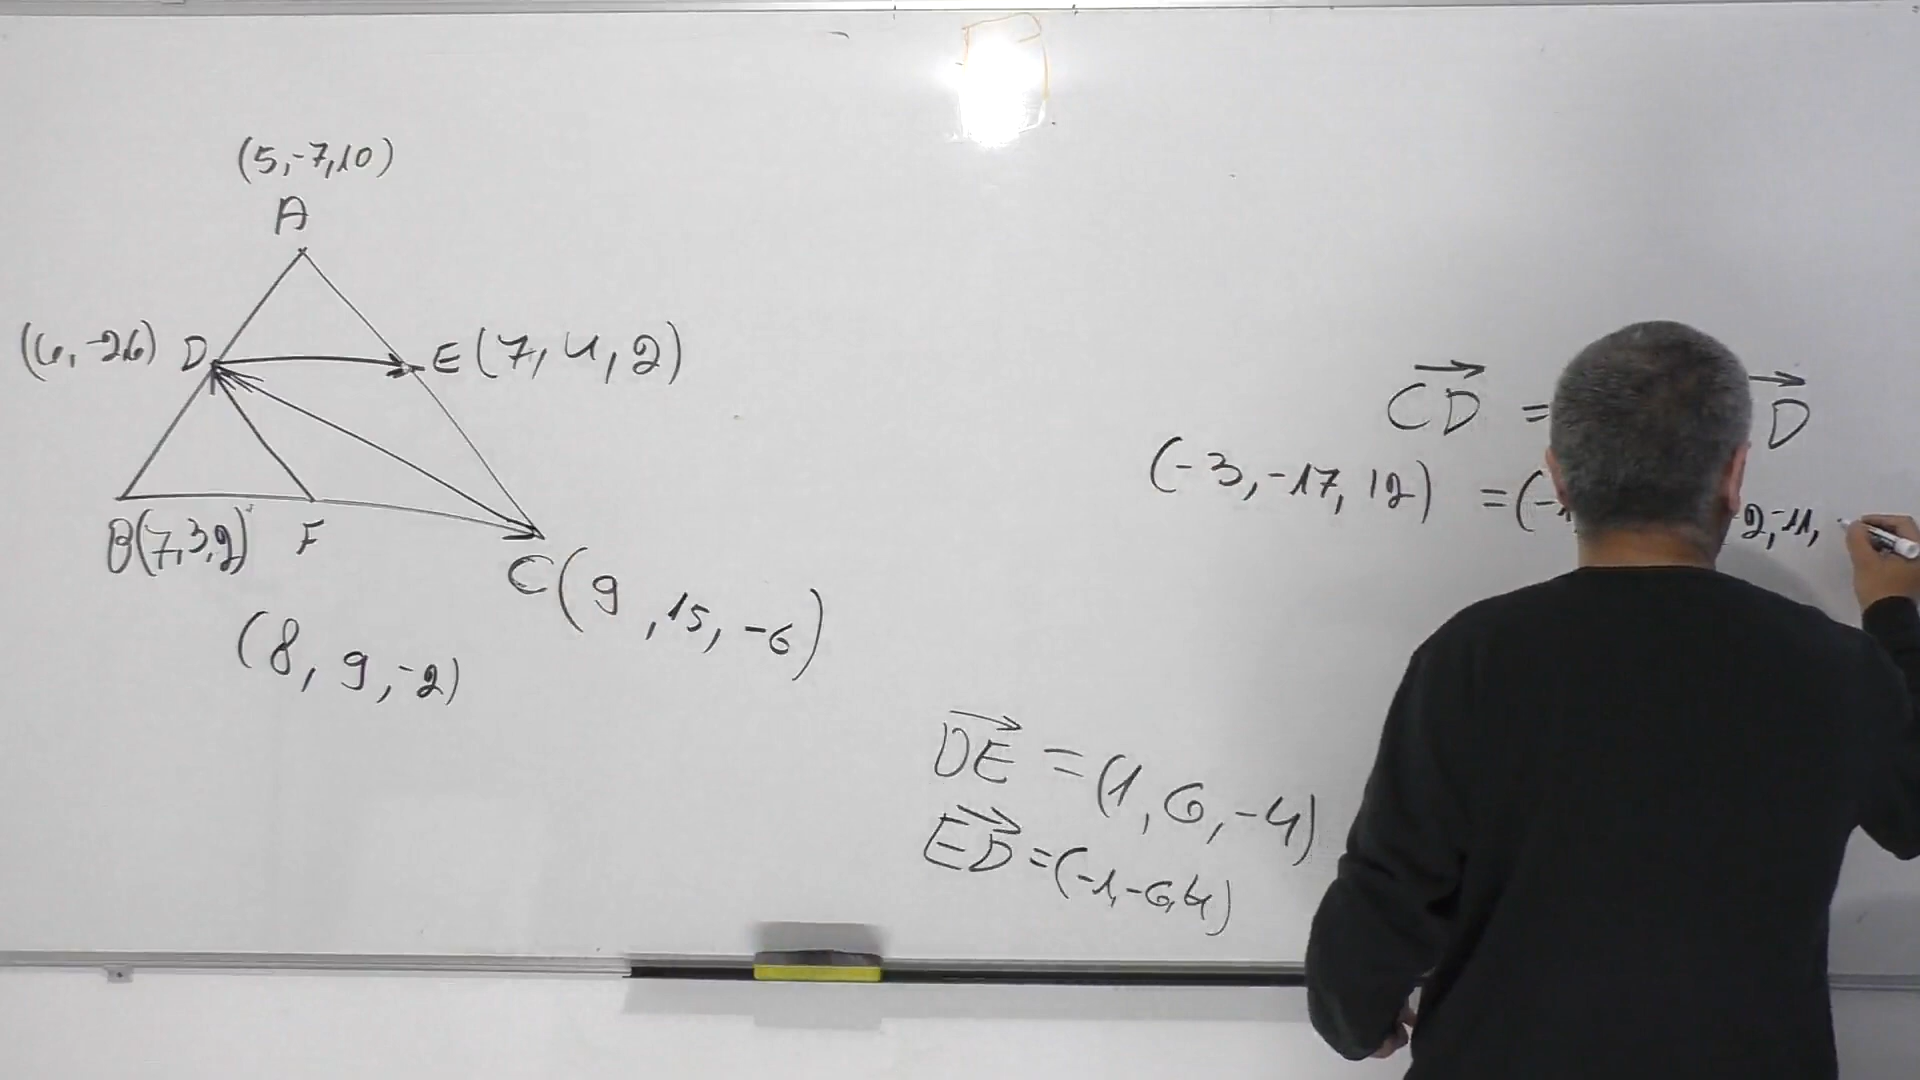 (5,-7,10)
A
(6,-2,6) D E(7,4,2)
B(7,3,2) F
C(9,15,-6)
(8,9,-2)
CD = D
(-3,-17,12) =(-1 2,-11,
DE =(1,6,-4)
ED=(-1,-6,4)